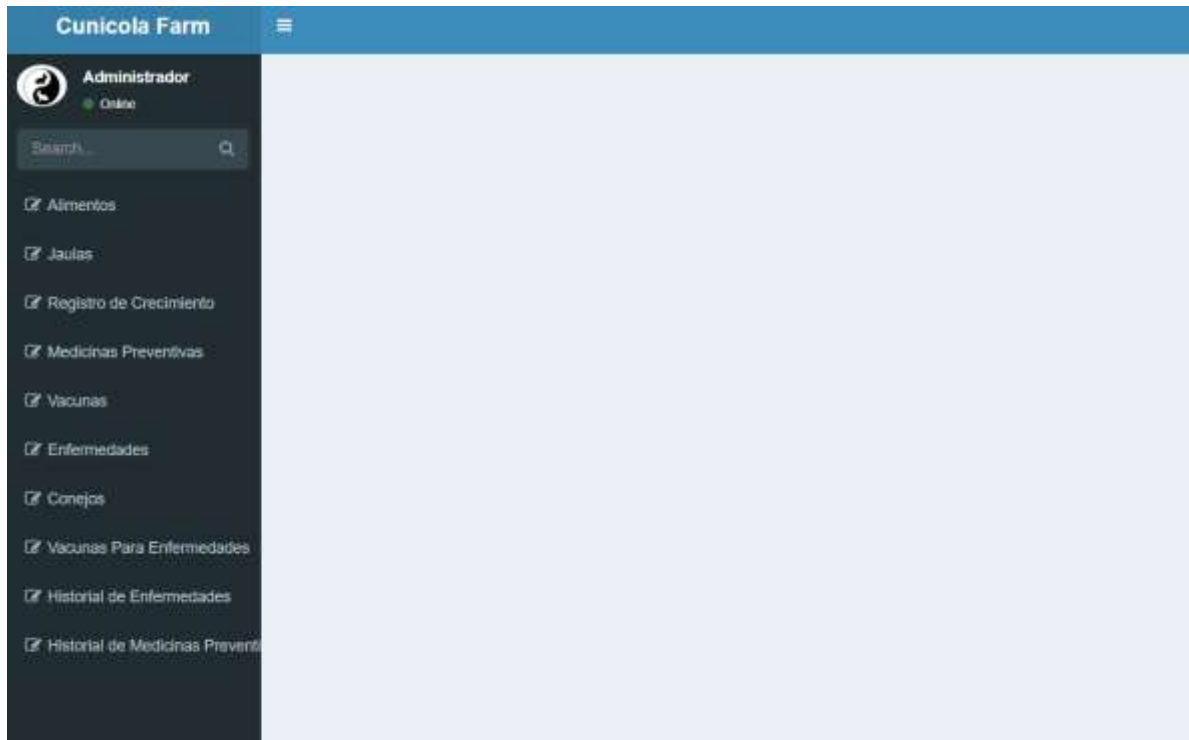 Cunicola Farm
Administrador
Online
Search...
Alimentos
Jaulas
Registro de Crecimiento
Medicinas Preventivas
Vacunas
Enfermedades
Conejos
Vacunas Para Enfermedades
Historial de Enfermedades
Historial de Medicinas Preventi